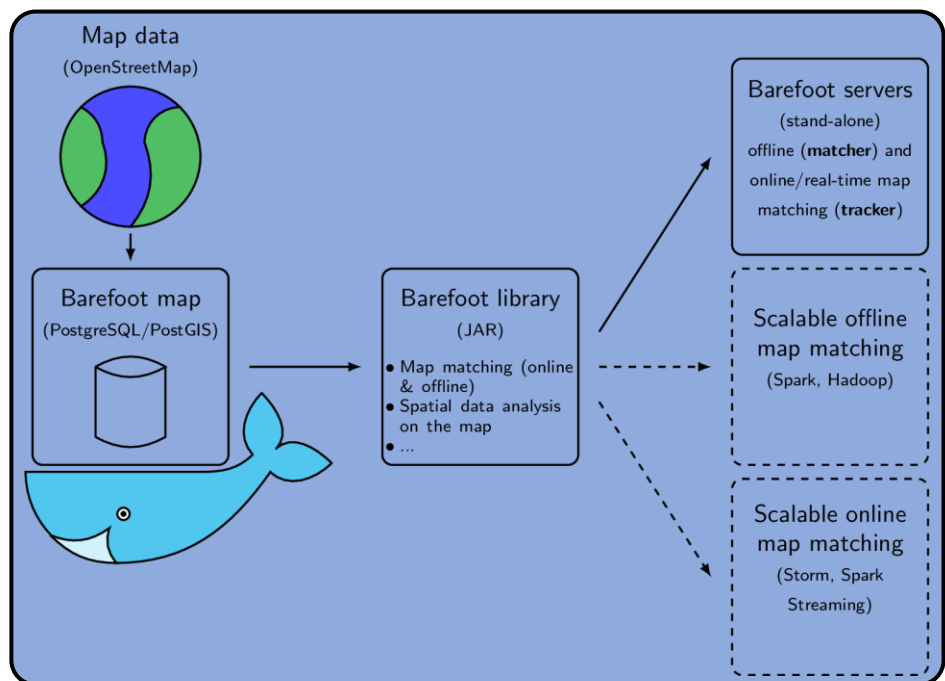 Map data
(OpenStreetMap)
Barefoot map
(PostgreSQL/PostGIS)
Barefoot library
(JAR)
● Map matching (online
& offline)
● Spatial data analysis
on the map
● ...
Barefoot servers
(stand-alone)
offline (matcher) and
online/real-time map
matching (tracker)
Scalable offline
map matching
(Spark, Hadoop)
Scalable online
map matching
(Storm, Spark
Streaming)